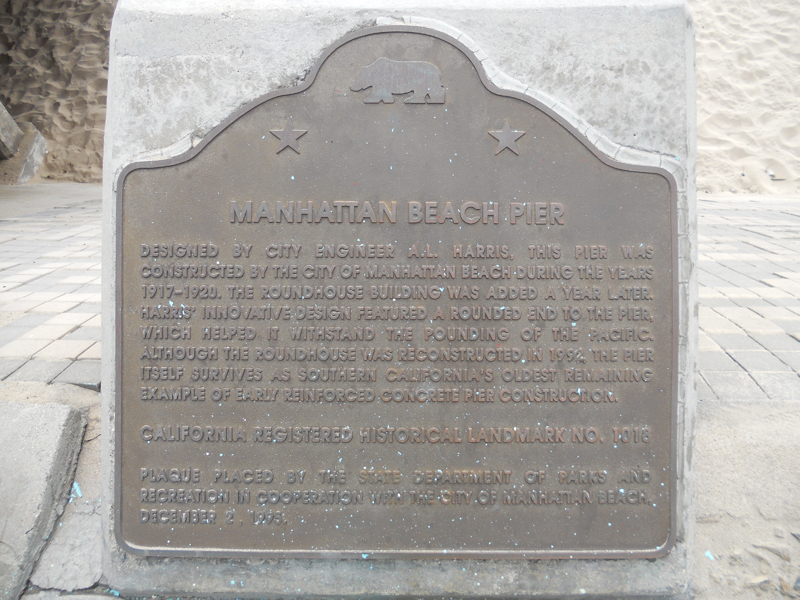 MANHATTAN BEACH PIER
DESIGNED BY CITY ENGINEER A.L. HARRIS, THIS PIER WAS
CONSTRUCTED BY THE CITY OF MANHATTAN BEACH DURING THE YEARS
1917-1920. THE ROUNDHOUSE BUILDING WAS ADDED A YEAR LATER.
HARRIS' INNOVATIVE DESIGN FEATURED A ROUNDED END TO THE PIER,
WHICH HELPED IT WITHSTAND THE POUNDING OF THE PACIFIC.
ALTHOUGH THE ROUNDHOUSE WAS RECONSTRUCTED IN 1992, THE PIER
ITSELF SURVIVES AS SOUTHERN CALIFORNIA'S OLDEST REMAINING
EXAMPLE OF EARLY REINFORCED CONCRETE PIER CONSTRUCTION.
CALIFORNIA REGISTERED HISTORICAL LANDMARK NO. 1018
PLAQUE PLACED BY THE STATE DEPARTMENT OF PARKS AND
RECREATION IN COOPERATION WITH THE CITY OF MANHATTAN BEACH,
DECEMBER 2, 1995.